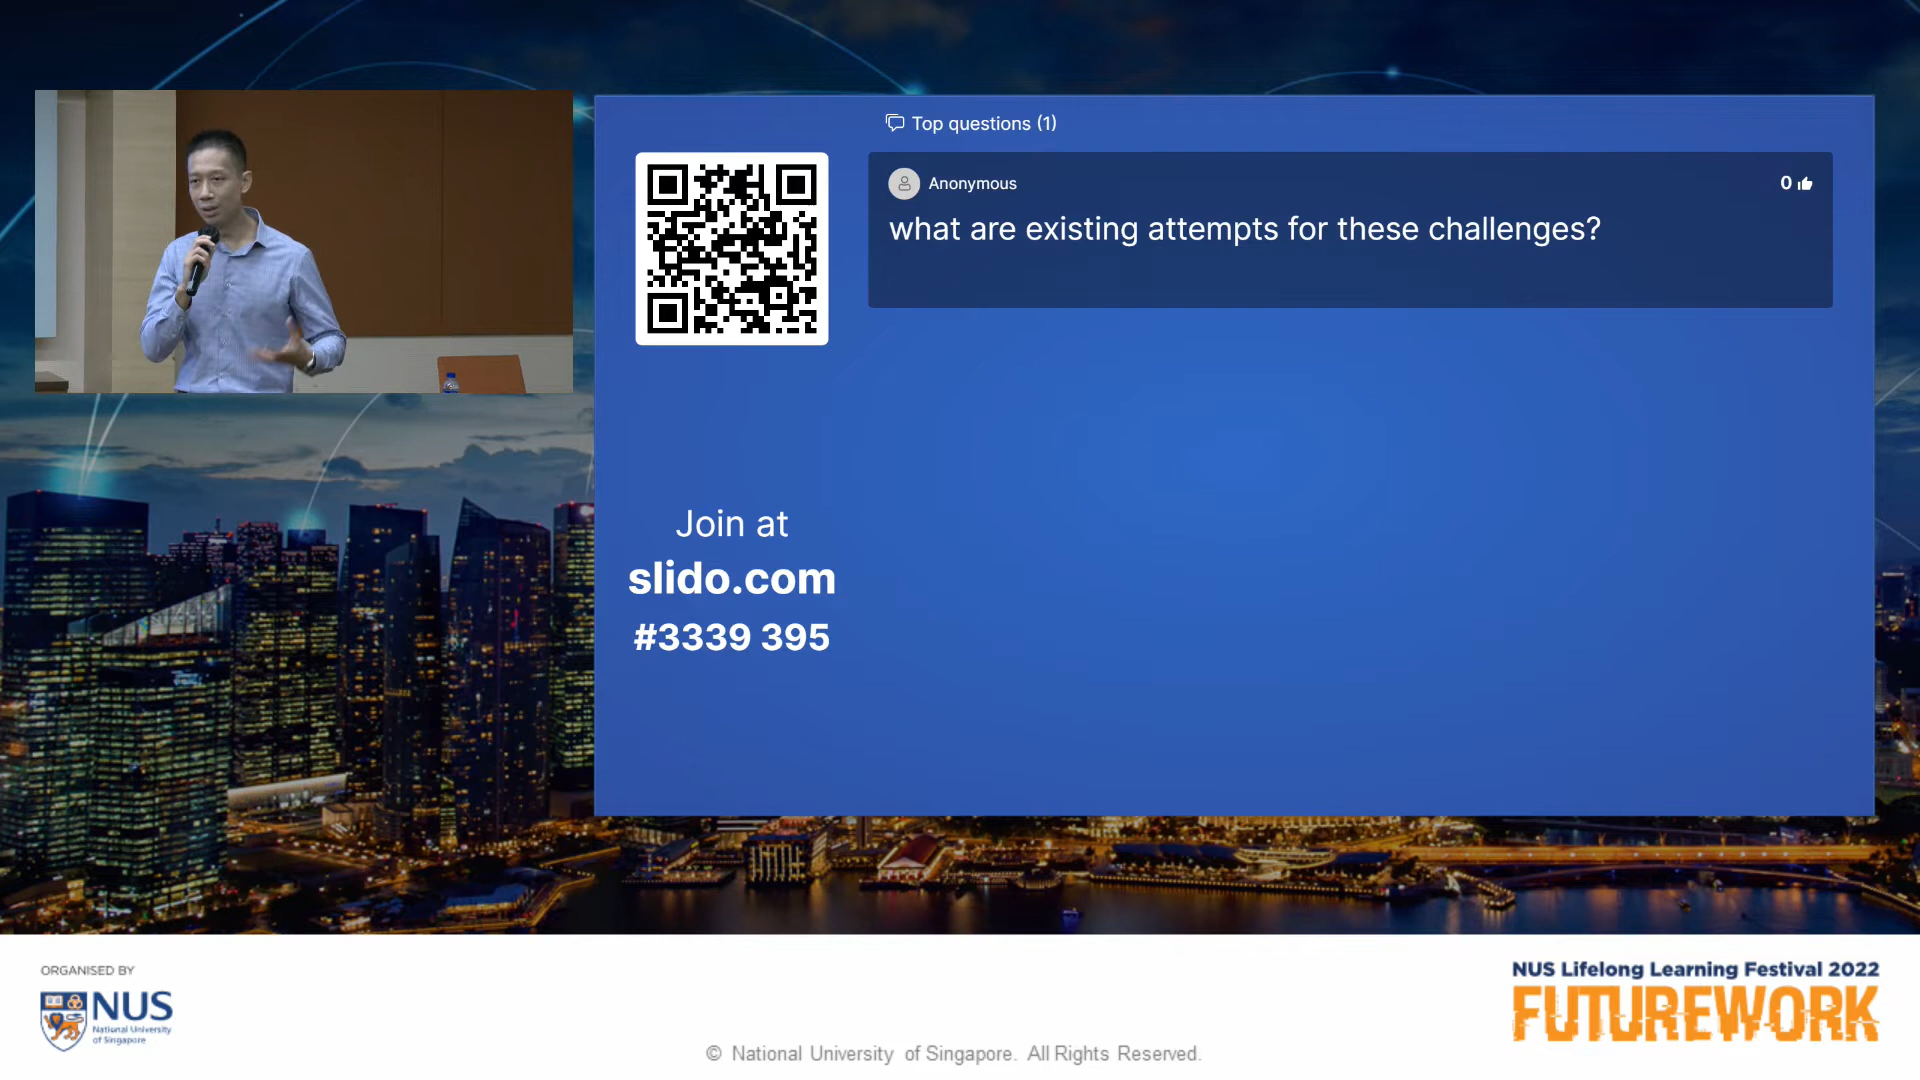 Top questions (1)
Anonymous
0
what are existing attempts for these challenges?
Join at
slido.com
#3339 395
ORGANISED BY
NUS
National University
of Singapore
NUS Lifelong Learning Festival 2022
FUTUREWORK
© National University of Singapore. All Rights Reserved.